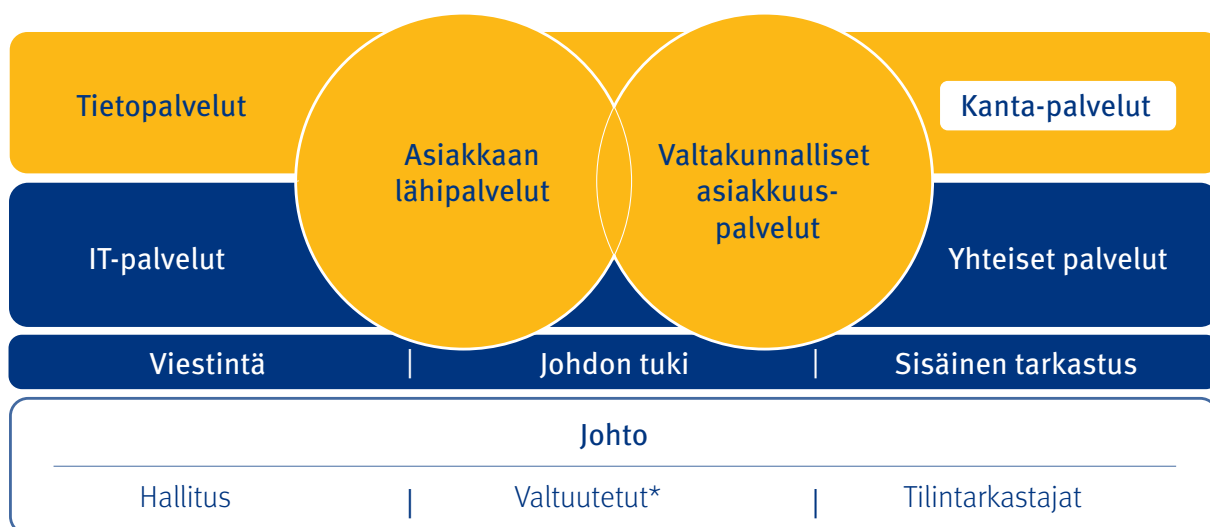 Tietopalvelut
Asiakkaan
lähipalvelut
Valtakunnalliset
asiakkuus-
palvelut
Kanta-palvelut
IT-palvelut
Yhteiset palvelut
Viestintä | Johdon tuki | Sisäinen tarkastus
Johto
Hallitus | Valtuutetut* | Tilintarkastajat